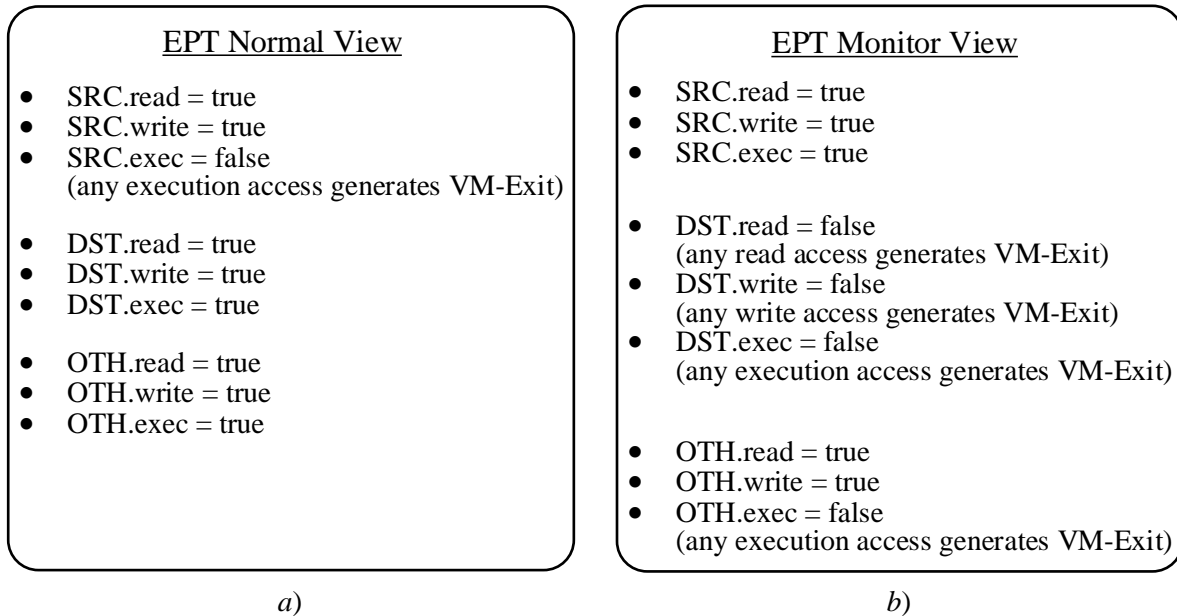 EPT Normal View
• SRC.read = true
• SRC.write = true
• SRC.exec = false
(any execution access generates VM-Exit)
• DST.read = true
• DST.write = true
• DST.exec = true
• OTH.read = true
• OTH.write = true
• OTH.exec = true
a)
EPT Monitor View
• SRC.read = true
• SRC.write = true
• SRC.exec = true
• DST.read = false
(any read access generates VM-Exit)
• DST.write = false
(any write access generates VM-Exit)
• DST.exec = false
(any execution access generates VM-Exit)
• OTH.read = true
• OTH.write = true
• OTH.exec = false
(any execution access generates VM-Exit)
b)